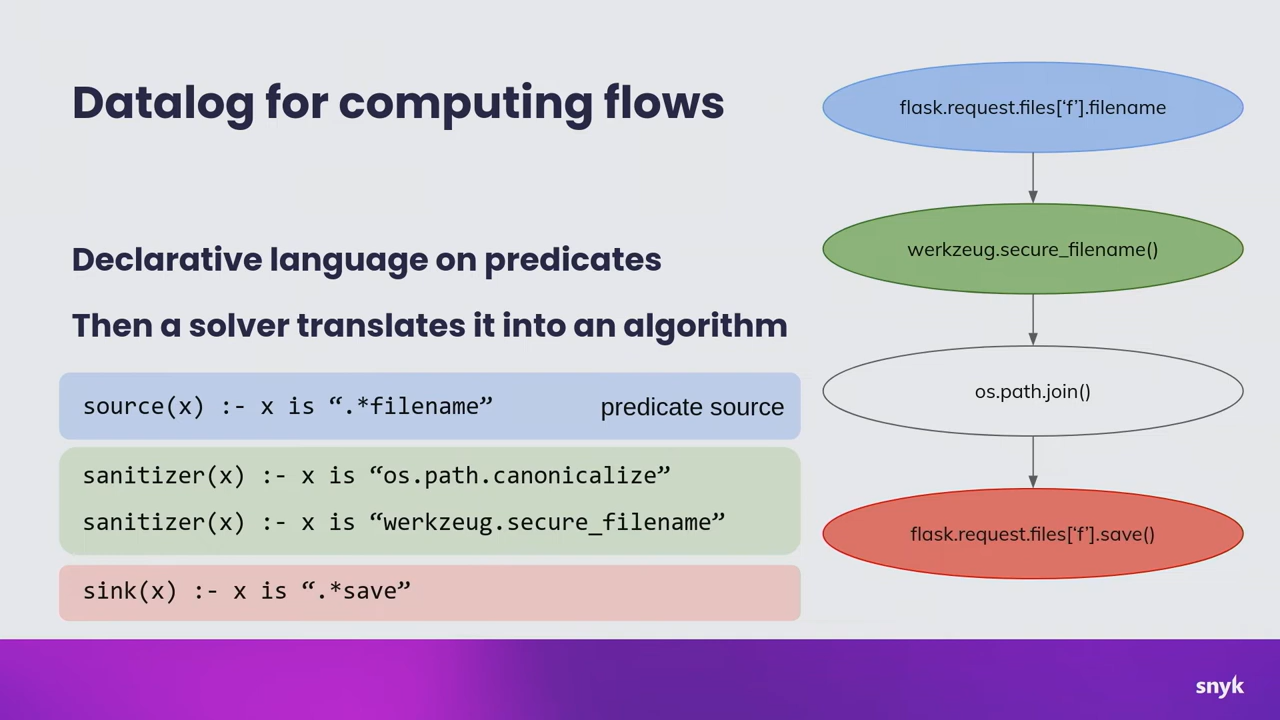 Datalog for computing flows
Declarative language on predicates
Then a solver translates it into an algorithm
source(x) :- x is “.*filename” predicate source
sanitizer(x) :- x is “os.path.canonicalize”
sanitizer(x) :- x is “werkzeug.secure_filename”
sink(x) :- x is “.*save”
flask.request.files[‘f’].filename
werkzeug.secure_filename()
os.path.join()
flask.request.files[‘f’].save()
snyk